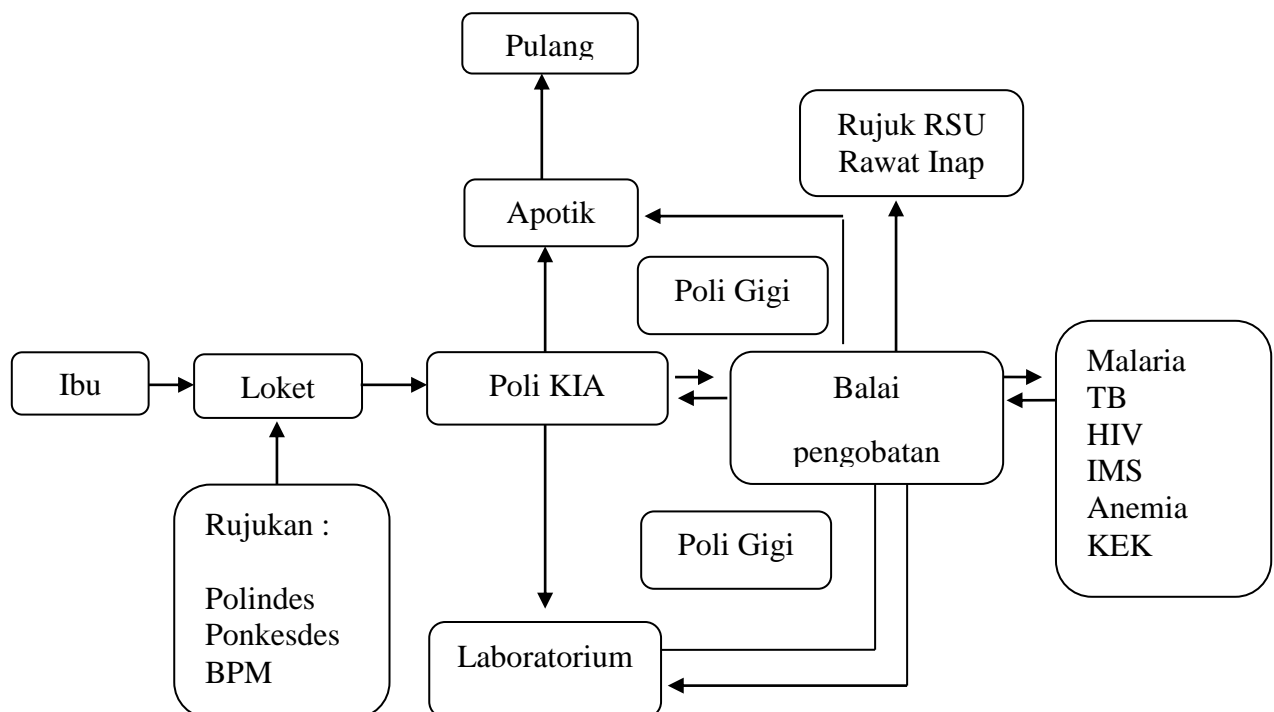 Pulang
Rujuk RSU
Rawat Inap
Apotik
Poli Gigi
Ibu
Loket
Poli KIA
Balai
pengobatan
Malaria
TB
HIV
IMS
Anemia
KEK
Rujukan :
Polindes
Ponkesdes
BPM
Poli Gigi
Laboratorium